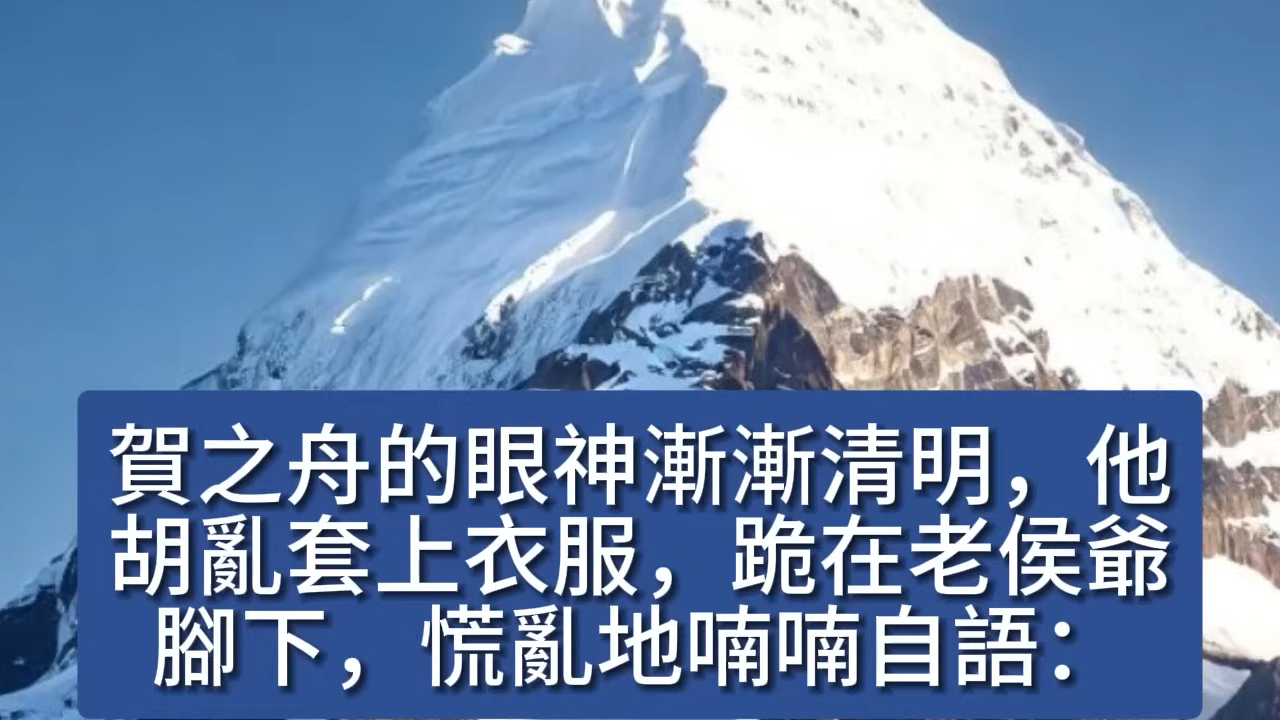 賀之舟的眼神漸漸清明，他
胡亂套上衣服，跪在老侯爺
腳下，慌亂地喃喃自語：